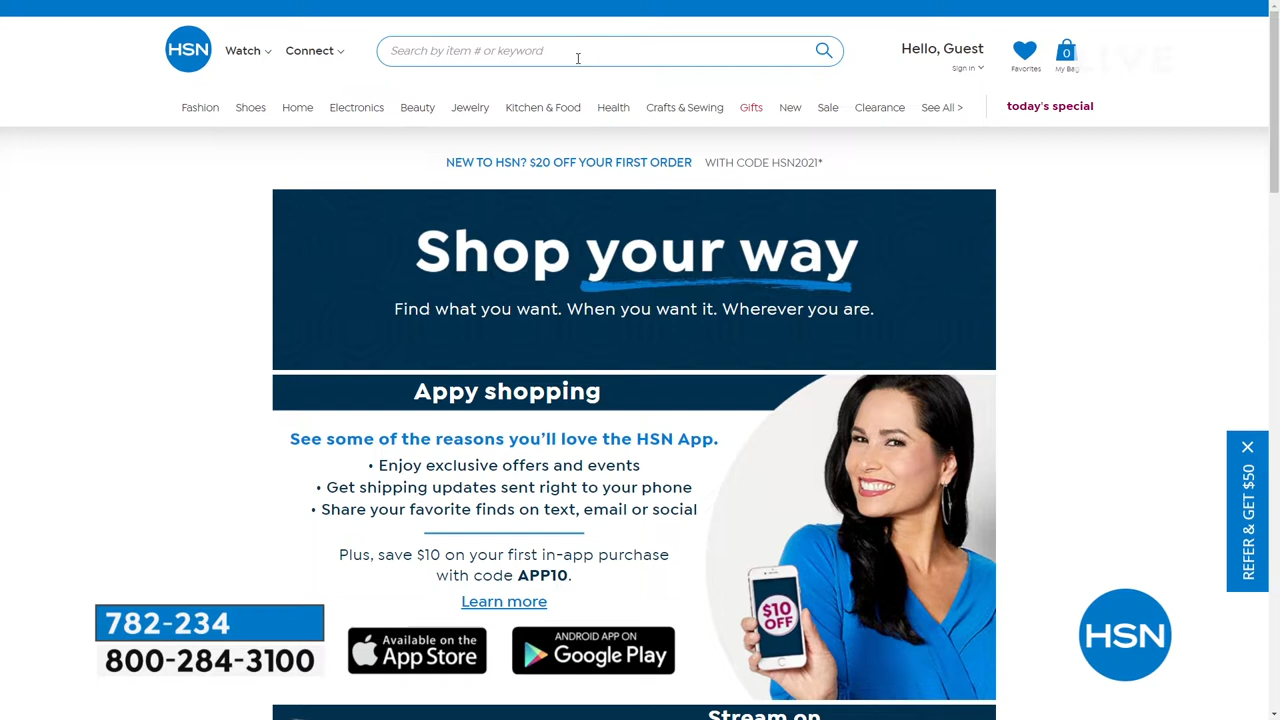 HSN
Watch
Connect
Search by item # or keyword
Hello, Guest
Sign in
Favorites
0
My Bag
LIVE
Fashion
Shoes
Home
Electronics
Beauty
Jewelry
Kitchen & Food
Health
Crafts & Sewing
Gifts
New
Sale
Clearance
See All >
today's special
NEW TO HSN? $20 OFF YOUR FIRST ORDER WITH CODE HSN2021*
Shop your way
Find what you want. When you want it. Wherever you are.
Appy shopping
See some of the reasons you'll love the HSN App.
• Enjoy exclusive offers and events
• Get shipping updates sent right to your phone
• Share your favorite finds on text, email or social
Plus, save $10 on your first in-app purchase
with code APP10.
Learn more
Available on the
App Store
ANDROID APP ON
Google Play
$10
OFF
REFER & GET $50
782-234
800-284-3100
HSN
Stream on